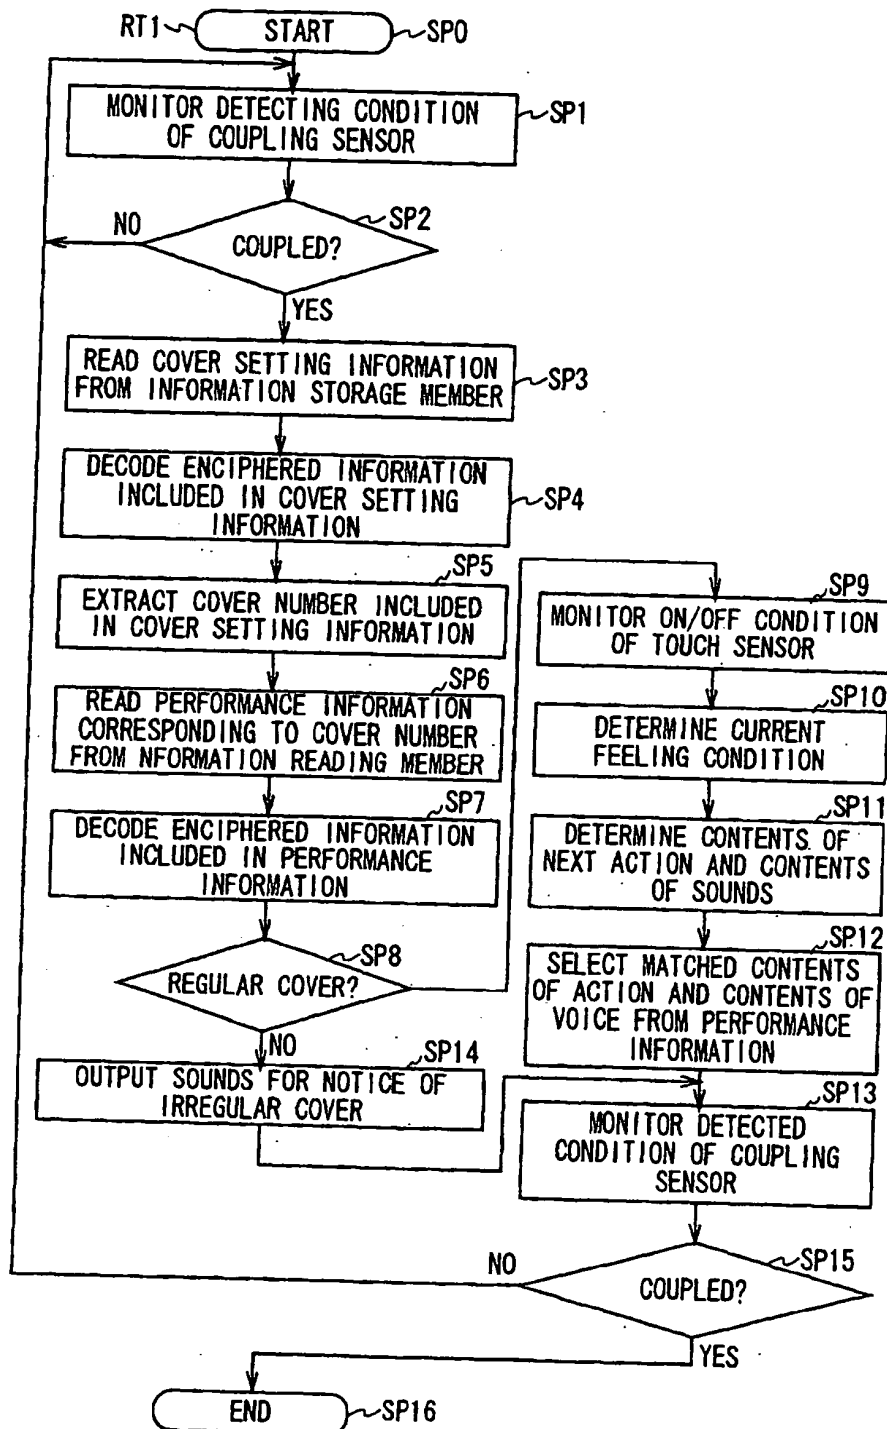 RT1
START
SP0
MONITOR DETECTING CONDITION
OF COUPLING SENSOR
SP1
SP2
NO
COUPLED?
YES
READ COVER SETTING INFORMATION
FROM INFORMATION STORAGE MEMBER
SP3
DECODE ENCIPHERED INFORMATION
INCLUDED IN COVER SETTING
INFORMATION
SP4
SP5
EXTRACT COVER NUMBER INCLUDED
IN COVER SETTING INFORMATION
SP6
READ PERFORMANCE INFORMATION
CORRESPONDING TO COVER NUMBER
FROM NFORMATION READING MEMBER
SP7
DECODE ENCIPHERED INFORMATION
INCLUDED IN PERFORMANCE
INFORMATION
SP8
REGULAR COVER?
NO
SP14
OUTPUT SOUNDS FOR NOTICE OF
IRREGULAR COVER
SP9
MONITOR ON/OFF CONDITION
OF TOUCH SENSOR
SP10
DETERMINE CURRENT
FEELING CONDITION
SP11
DETERMINE CONTENTS OF
NEXT ACTION AND CONTENTS
OF SOUNDS
SP12
SELECT MATCHED CONTENTS
OF ACTION AND CONTENTS OF
VOICE FROM PERFORMANCE
INFORMATION
SP13
MONITOR DETECTED
CONDITION OF COUPLING
SENSOR
SP15
NO
COUPLED?
YES
END
SP16